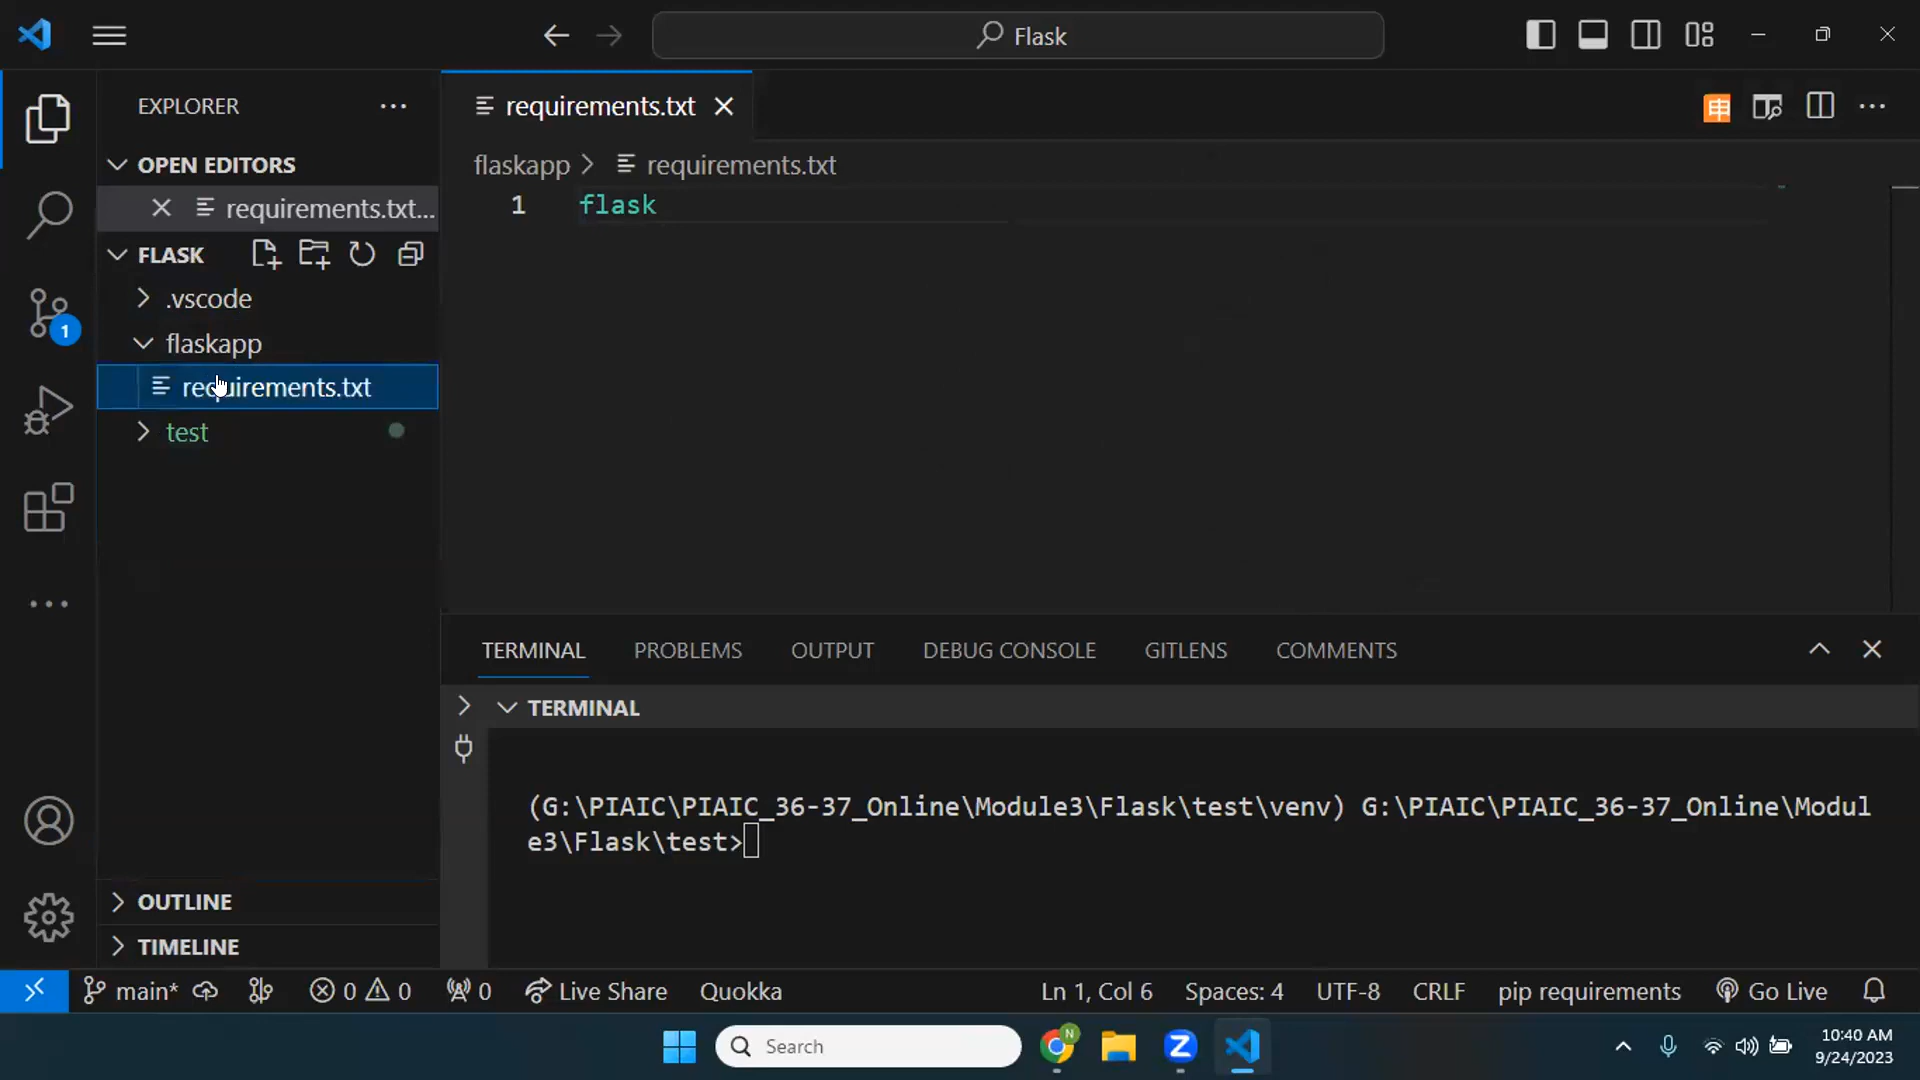 Flask
EXPLORER
requirements.txt
OPEN EDITORS
flaskapp
requirements.txt
requirements.txt...
1
flask
FLASK
.vscode
1
flaskapp
requirements.txt
test
TERMINAL
PROBLEMS
OUTPUT
DEBUG CONSOLE
GITLENS
COMMENTS
TERMINAL
(G:\PIAIC\PIAIC_36-37_Online\Module3\Flask\test\venv) G:\PIAIC\PIAIC_36-37_Online\Modul
e3\Flask\test>
OUTLINE
TIMELINE
main* 0 0 0 Live Share Quokka Ln 1, Col 6 Spaces: 4 UTF-8 CRLF pip requirements Go Live
Search
N
Z
10:40 AM
9/24/2023